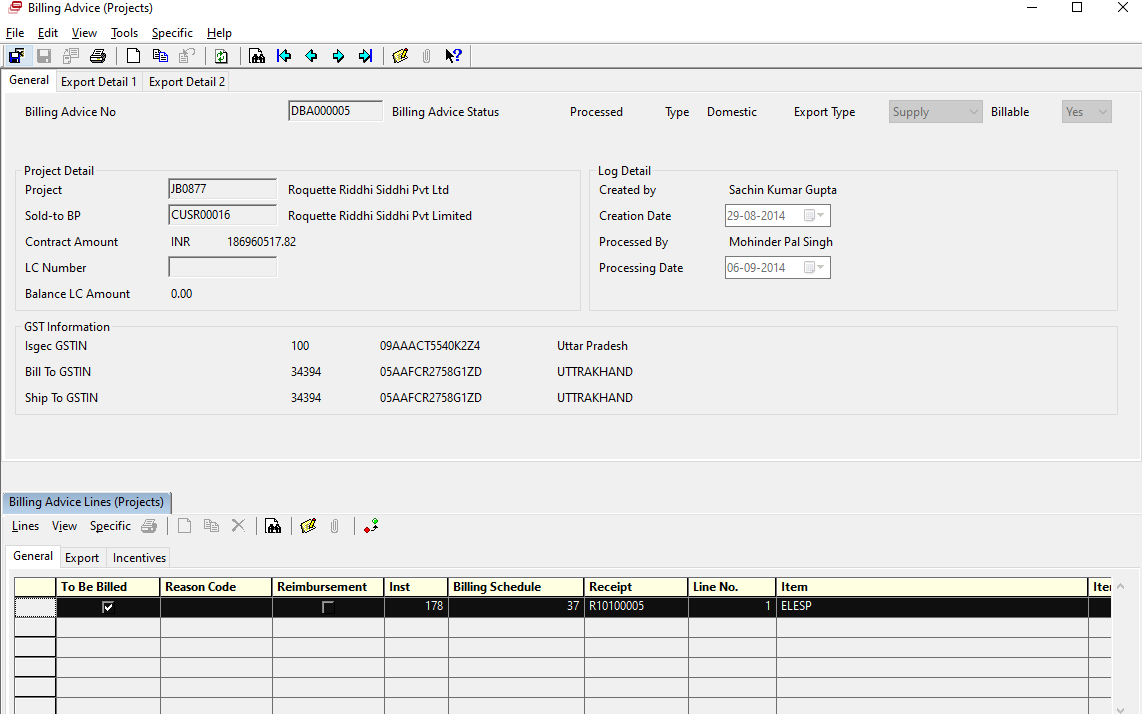 Billing Advice (Projects)
File Edit View Tools Specific Help
General Export Detail 1 Export Detail 2
Billing Advice No DBA000005 Billing Advice Status Processed Type Domestic Export Type Supply Billable Yes
Project Detail
Project JB0877 Roquette Riddhi Siddhi Pvt Ltd
Sold-to BP CUSR00016 Roquette Riddhi Siddhi Pvt Limited
Contract Amount INR 186960517.82
LC Number
Balance LC Amount 0.00
Log Detail
Created by Sachin Kumar Gupta
Creation Date 29-08-2014
Processed By Mohinder Pal Singh
Processing Date 06-09-2014
GST Information
Isgec GSTIN 100 09AAACT5540K2Z4 Uttar Pradesh
Bill To GSTIN 34394 05AAFCR2758G1ZD UTTRAKHAND
Ship To GSTIN 34394 05AAFCR2758G1ZD UTTRAKHAND
Billing Advice Lines (Projects)
Lines View Specific
General Export Incentives
To Be Billed Reason Code Reimbursement Inst Billing Schedule Receipt Line No. Item
178 37 R10100005 1 ELESP